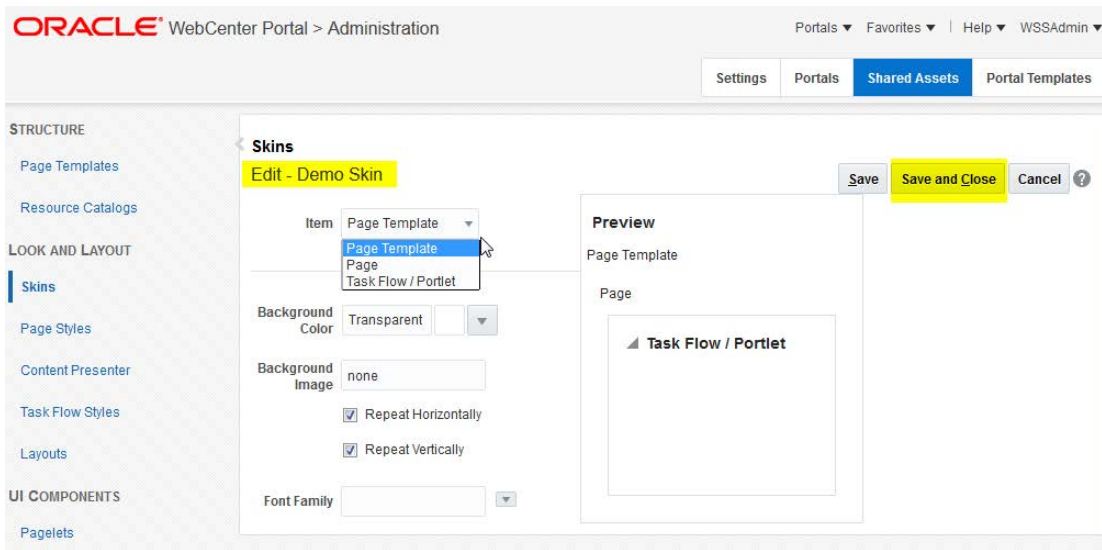 ORACLE® WebCenter Portal > Administration
Portals Favorites Help WSSAdmin
Settings Portals Shared Assets Portal Templates
STRUCTURE
Page Templates
Resource Catalogs
LOOK AND LAYOUT
Skins
Page Styles
Content Presenter
Task Flow Styles
Layouts
UI COMPONENTS
Pagelets
Skins
Edit - Demo Skin
Save Save and Close Cancel ?
Item Page Template
Page Template
Page
Task Flow / Portlet
Background
Color
Transparent
Background
Image
none
Repeat Horizontally
Repeat Vertically
Font Family
Preview
Page Template
Page
Task Flow / Portlet